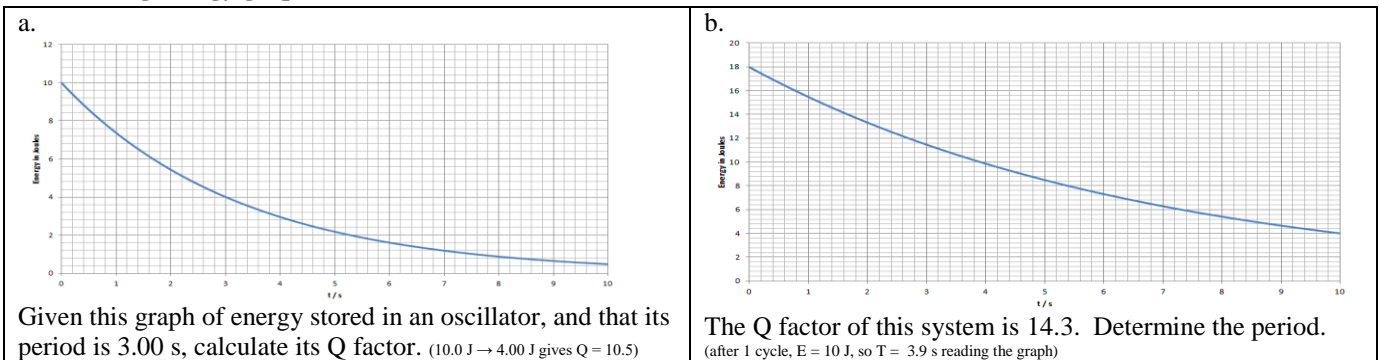 a.
12
10
8
6
4
2
0
Energy in Joules
0 1 2 3 4 5 6 7 8 9 10
t / s
Given this graph of energy stored in an oscillator, and that its
period is 3.00 s, calculate its Q factor. (10.0 J → 4.00 J gives Q = 10.5)
b.
20
18
16
14
12
10
8
6
4
2
0
Energy in Joules
0 1 2 3 4 5 6 7 8 9 10
t / s
The Q factor of this system is 14.3. Determine the period.
(after 1 cycle, E = 10 J, so T = 3.9 s reading the graph)